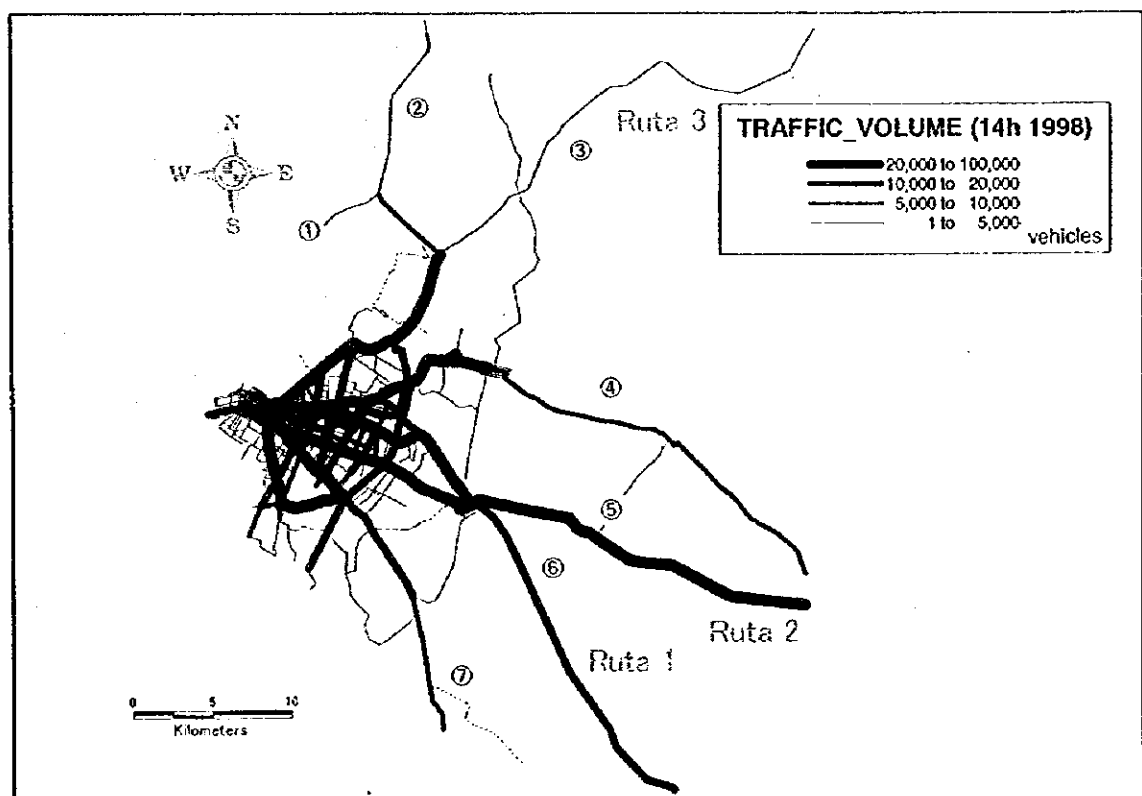 ②
Ruta 3
③
TRAFFIC_VOLUME (14h 1998)
20,000 to 100,000
10,000 to 20,000
5,000 to 10,000
1 to 5,000
vehicles
N
W E
S
①
④
⑤
⑥
Ruta 2
Ruta 1
⑦
0 5 10
Kilometers